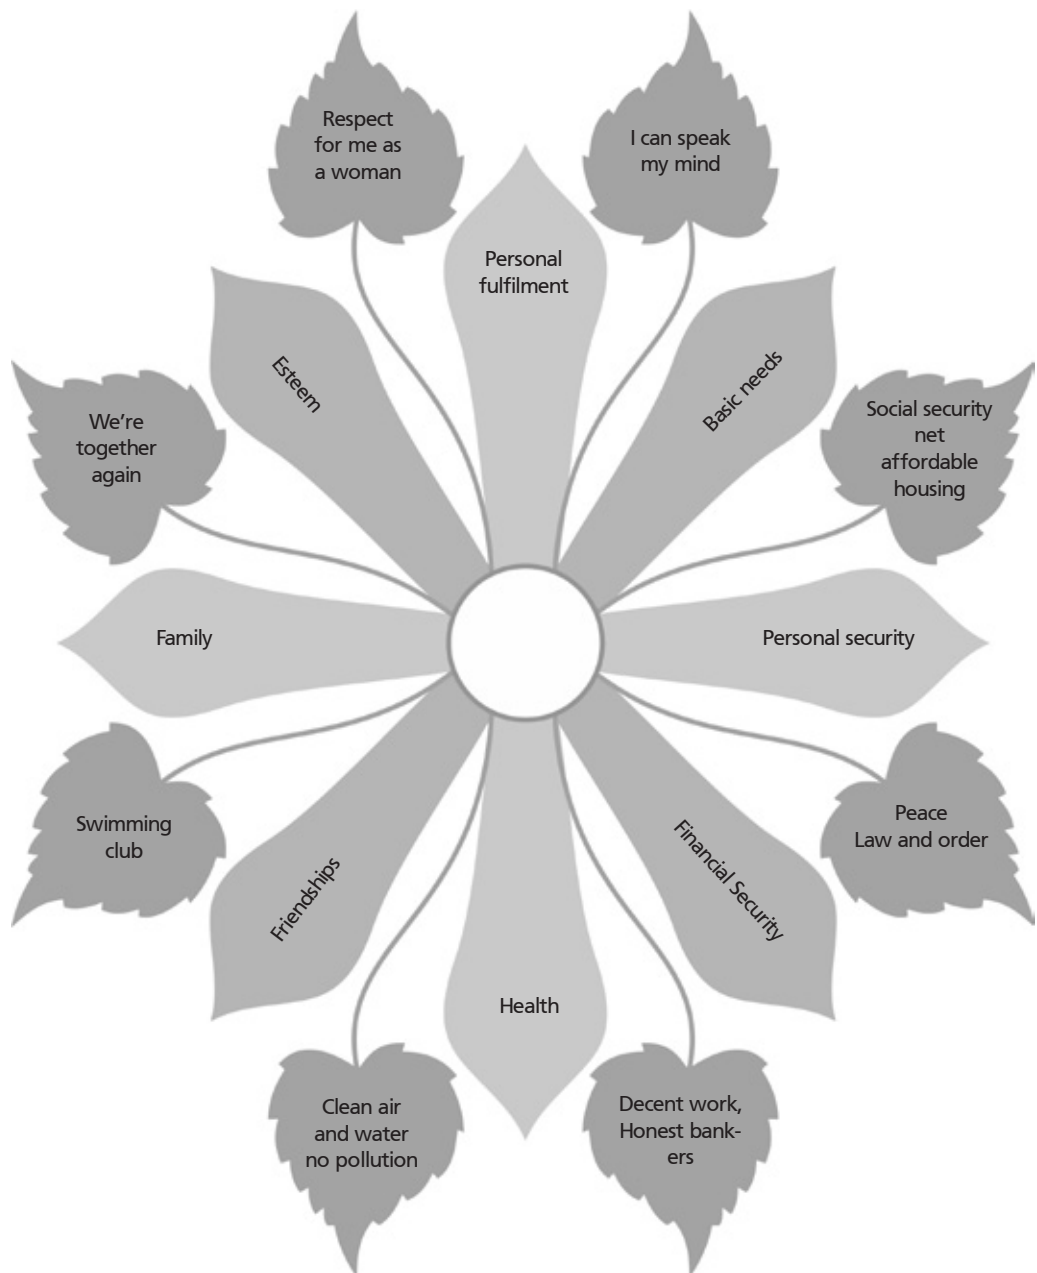 Respect
for me as
a woman
I can speak
my mind
Personal
fulfilment
Esteem
Basic needs
We're
together
again
Social security
net
affordable
housing
Family
Personal security
Swimming
club
Peace
Law and order
Friendships
Financial Security
Health
Clean air
and water
no pollution
Decent work,
Honest bank-
ers